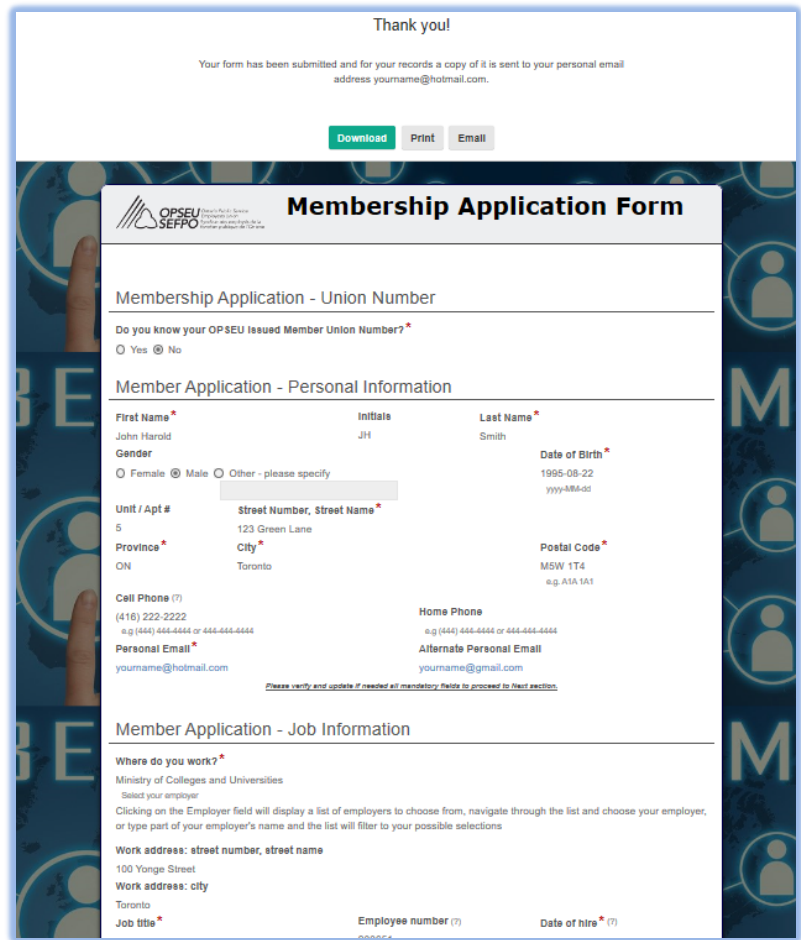 Thank you!
Your form has been submitted and for your records a copy of it is sent to your personal email
address yourname@hotmail.com.
Download Print Email
OPSEU
SEFPO
Ontario Public Service
Employees Union
Membership Application Form
Membership Application - Union Number
Do you know your OPSEU Issued Member Union Number?*
Yes No
Member Application - Personal Information
First Name* Initials Last Name*
John Harold JH Smith
Gender Date of Birth*
Female Male Other - please specify 1995-08-22
yyyy-MM-dd
Unit / Apt # Street Number, Street Name*
5 123 Green Lane
Province* City* Postal Code*
ON Toronto M5W 1T4
e.g. A1A 1A1
Cell Phone (?) Home Phone
(416) 222-2222
e.g (444) 444-4444 or 444-444-4444 e.g (444) 444-4444 or 444-444-4444
Personal Email* Alternate Personal Email
yourname@hotmail.com yourname@gmail.com
Please verify and update if needed all mandatory fields to proceed to Next section.
Member Application - Job Information
Where do you work?*
Ministry of Colleges and Universities
Select your employer
Clicking on the Employer field will display a list of employers to choose from, navigate through the list and choose your employer,
or type part of your employer's name and the list will filter to your possible selections
Work address: street number, street name
100 Yonge Street
Work address: city
Toronto
Job title* Employee number (?) Date of hire* (?)
BE M
BE M